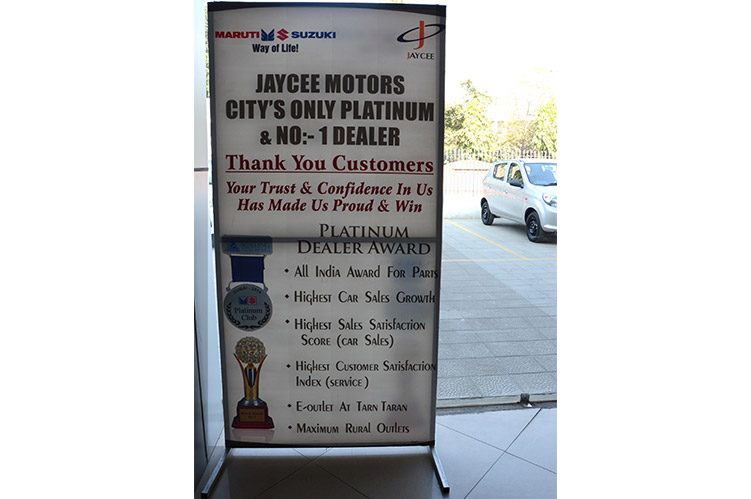 MARUTI SUZUKI
Way of Life!
JAYCEE
JAYCEE MOTORS
CITY'S ONLY PLATINUM
& NO:- 1 DEALER
Thank You Customers
Your Trust & Confidence In Us
Has Made Us Proud & Win
PLATINUM
DEALER AWARD
• ALL INDIA AWARD FOR PARTS
• HIGHEST CAR SALES GROWTH
• HIGHEST SALES SATISFACTION
SCORE (CAR SALES)
• HIGHEST CUSTOMER SATISFACTION
INDEX (SERVICE)
• E-OUTLET AT TARN TARAN
• MAXIMUM RURAL OUTLETS
Platinum
Club